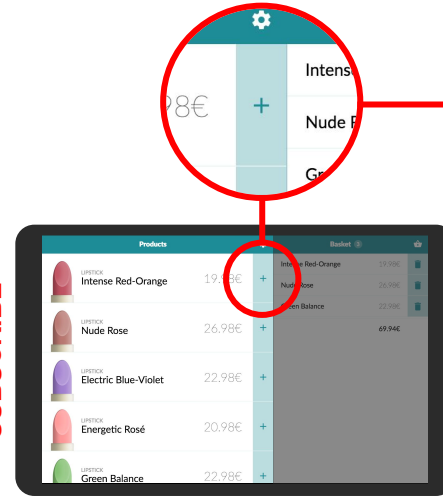 98€ + Intens
Nude
Products Basket 3
LIPSTICK
Intense Red-Orange 19.98€ + Intense Red-Orange 19.98€
LIPSTICK
Nude Rose 26.98€ + Nude Rose 26.98€
Green Balance 22.98€
69.94€
LIPSTICK
Electric Blue-Violet 22.98€ +
LIPSTICK
Energetic Rosé 20.98€ +
LIPSTICK
Green Balance 22.98€ +